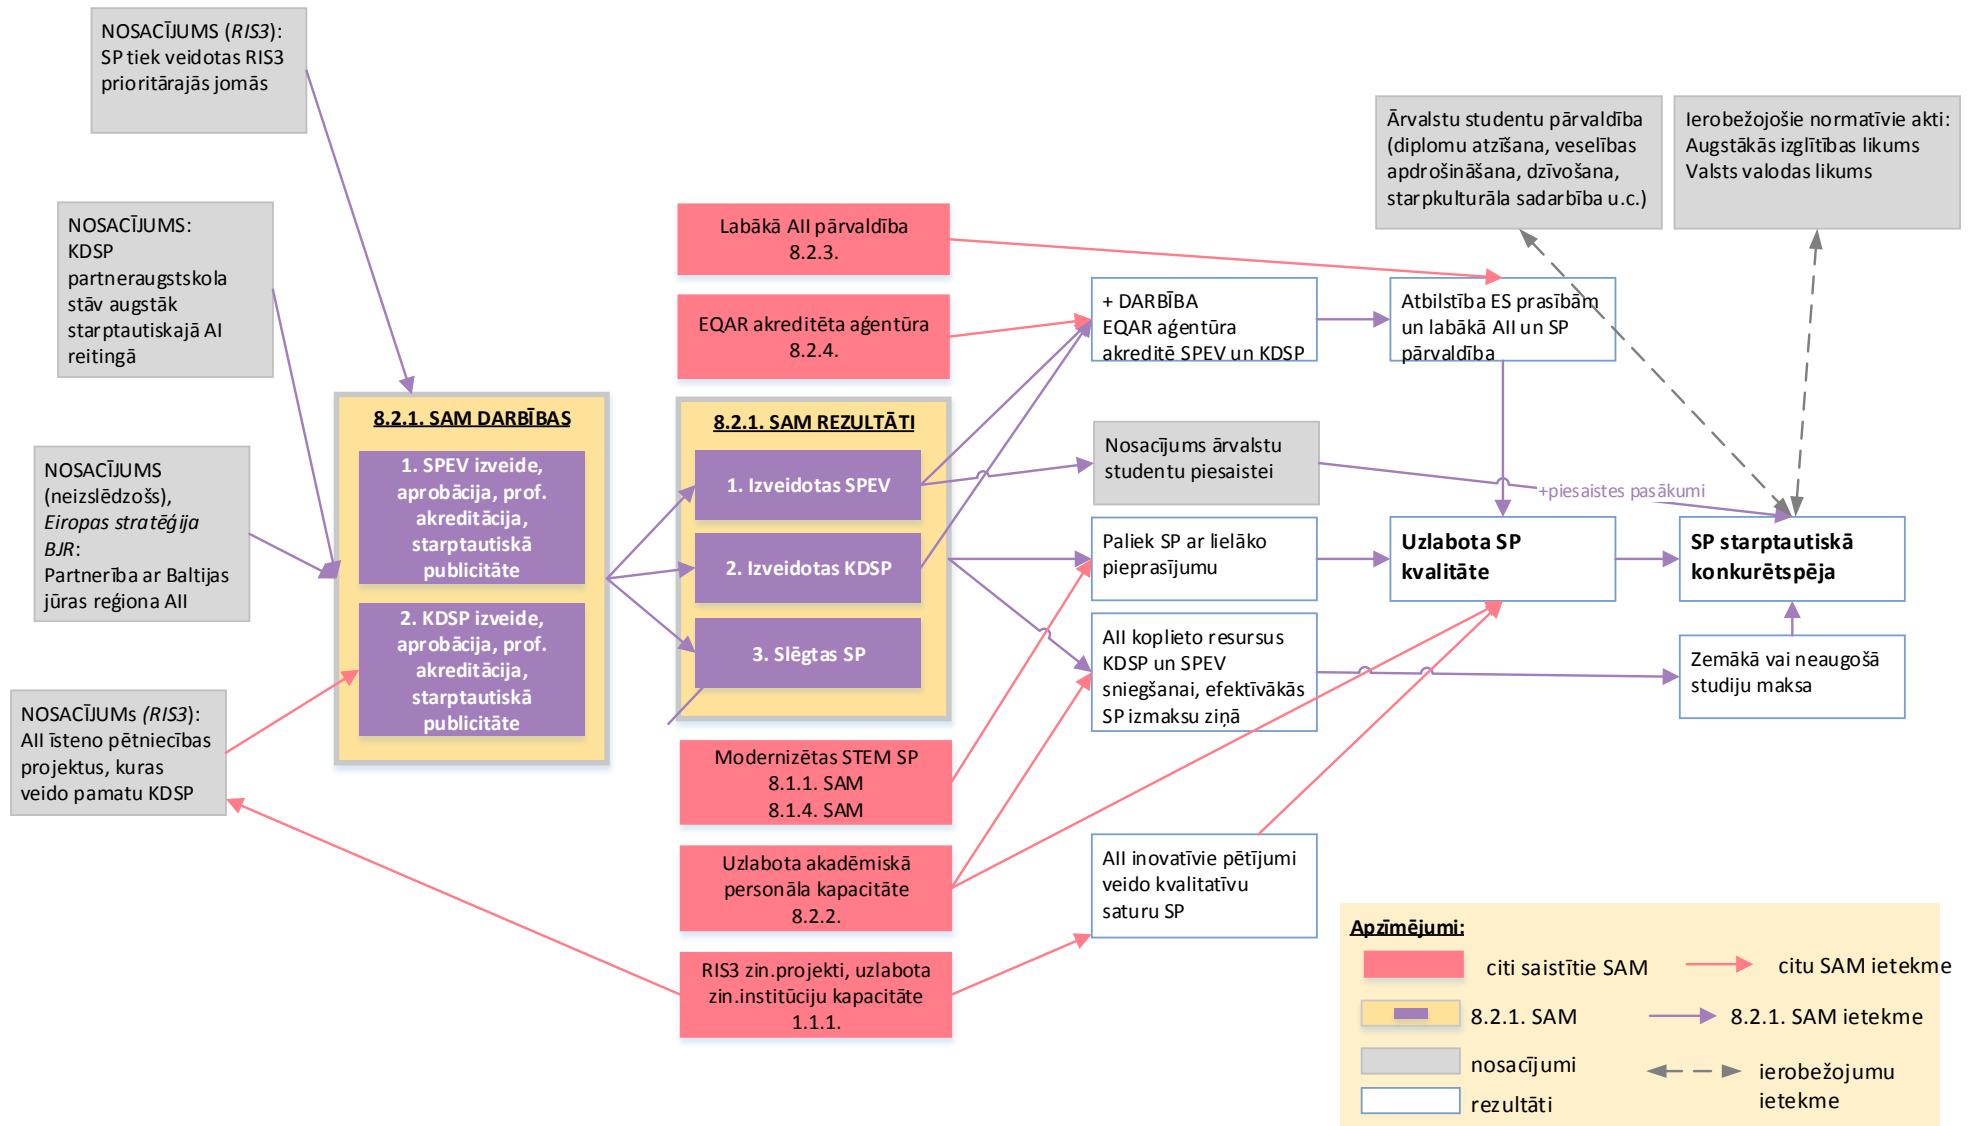 NOSACĪJUMS (RIS3):
SP tiek veidotas RIS3
prioritārajās jomās
NOSACĪJUMS:
KDSP
partneraugstskola
stāv augstāk
starptautiskajā AI
reitingā
NOSACĪJUMS
(neizslēdzošs),
Eiropas stratēģija
BJR:
Partnerība ar Baltijas
jūras reģiona AII
NOSACĪJUMs (RIS3):
AII īsteno pētniecības
projektus, kuras
veido pamatu KDSP
8.2.1. SAM DARBĪBAS
1. SPEV izveide,
aprobācija, prof.
akreditācija,
starptautiskā
publicitāte
2. KDSP izveide,
aprobācija, prof.
akreditācija,
starptautiskā
publicitāte
Labākā AII pārvaldība
8.2.3.
EQAR akreditēta aģentūra
8.2.4.
8.2.1. SAM REZULTĀTI
1. Izveidotas SPEV
2. Izveidotas KDSP
3. Slēgtas SP
Modernizētas STEM SP
8.1.1. SAM
8.1.4. SAM
Uzlabota akadēmiskā
personāla kapacitāte
8.2.2.
RIS3 zin.projekti, uzlabota
zin.institūciju kapacitāte
1.1.1.
+ DARBĪBA
EQAR aģentūra
akreditē SPEV un KDSP
Nosacījums ārvalstu
studentu piesaistei
Paliek SP ar lielāko
pieprasījumu
AII koplieto resursus
KDSP un SPEV
sniegšanai, efektīvākās
SP izmaksu ziņā
AII inovatīvie pētījumi
veido kvalitatīvu
saturu SP
Ārvalstu studentu pārvaldība
(diplomu atzīšana, veselības
apdrošināšana, dzīvošana,
starpkulturāla sadarbība u.c.)
Ierobežojošie normatīvie akti:
Augstākās izglītības likums
Valsts valodas likums
Atbilstība ES prasībām
un labākā AII un SP
pārvaldība
+piesaistes pasākumi
Uzlabota SP
kvalitāte
SP starptautiskā
konkurētspēja
Zemākā vai neaugošā
studiju maksa
Apzīmējumi:
citi saistītie SAM
citu SAM ietekme
8.2.1. SAM
8.2.1. SAM ietekme
nosacījumi
ierobežojumu
ietekme
rezultāti